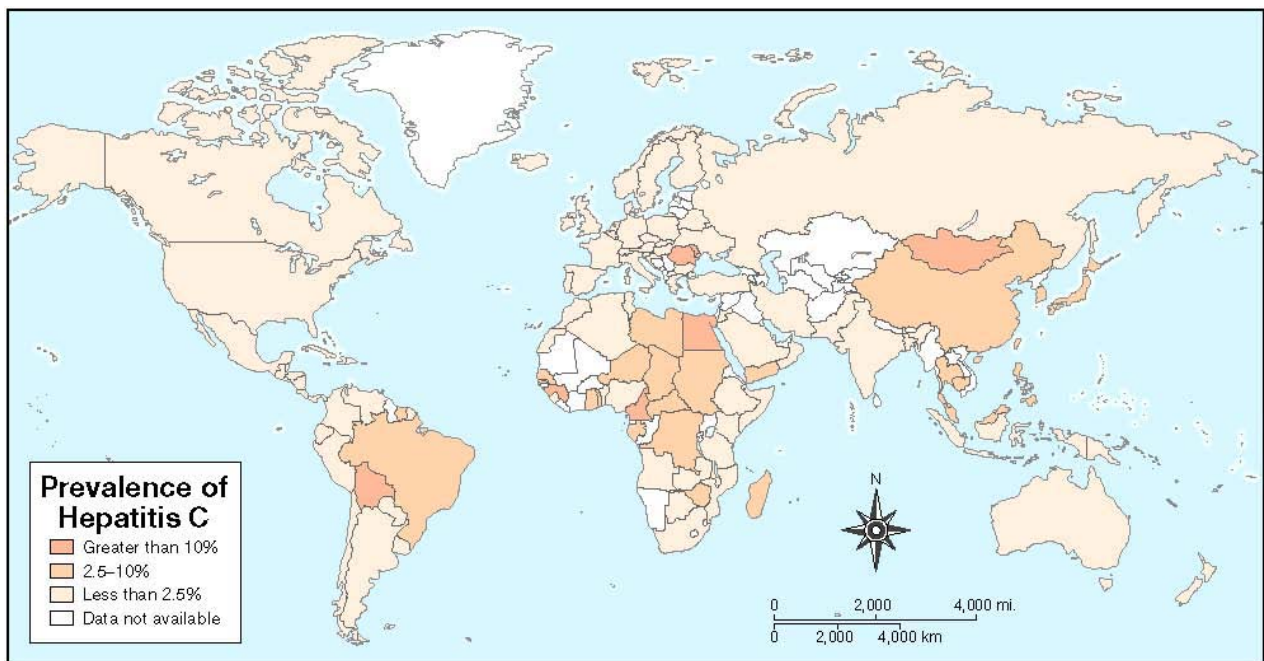 Prevalence of
Hepatitis C
Greater than 10%
2.5–10%
Less than 2.5%
Data not available
N
0 2,000 4,000 mi.
0 2,000 4,000 km